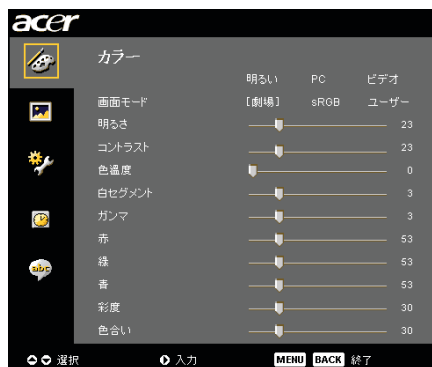 acer
カラー
明るい PC ビデオ
画面モード [劇場] sRGB ユーザー
明るさ 23
コントラスト 23
色温度 0
白セグメント 3
ガンマ 3
赤 53
緑 53
青 53
彩度 30
色合い 30
abc
選択 入力 MENU BACK 終了